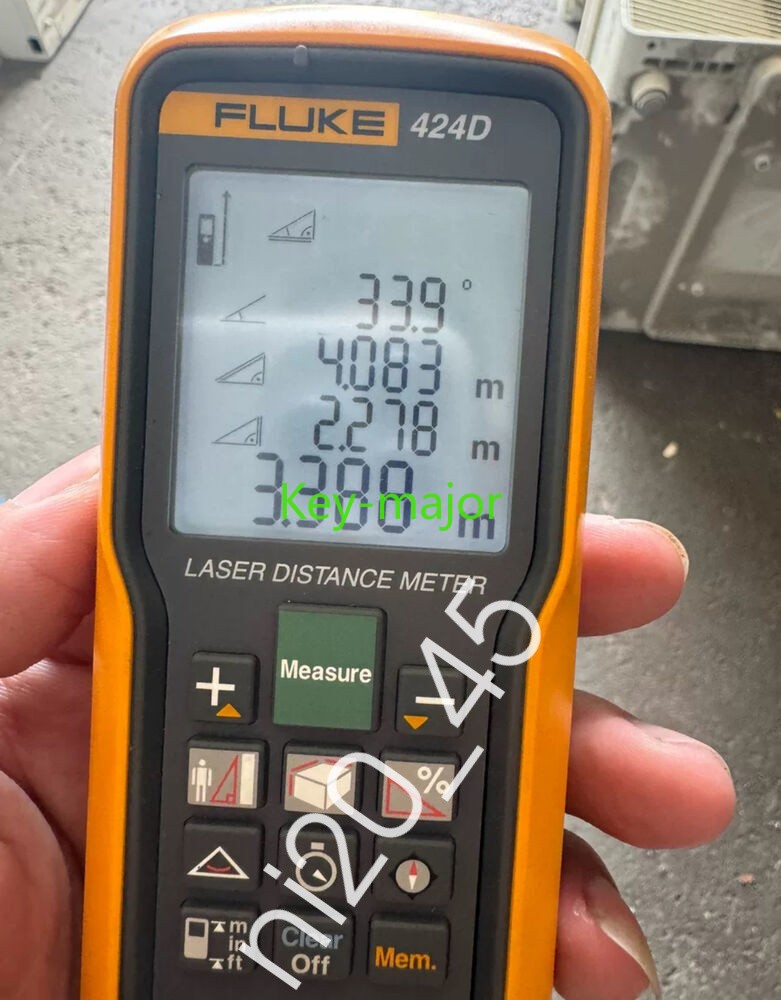 FLUKE 424D
33.9°
4.083 m
2.278 m
m
Key-major
LASER DISTANCE METER
Measure
+ −
%
m
in
ft
Clear
Off
Mem.
ni20_45